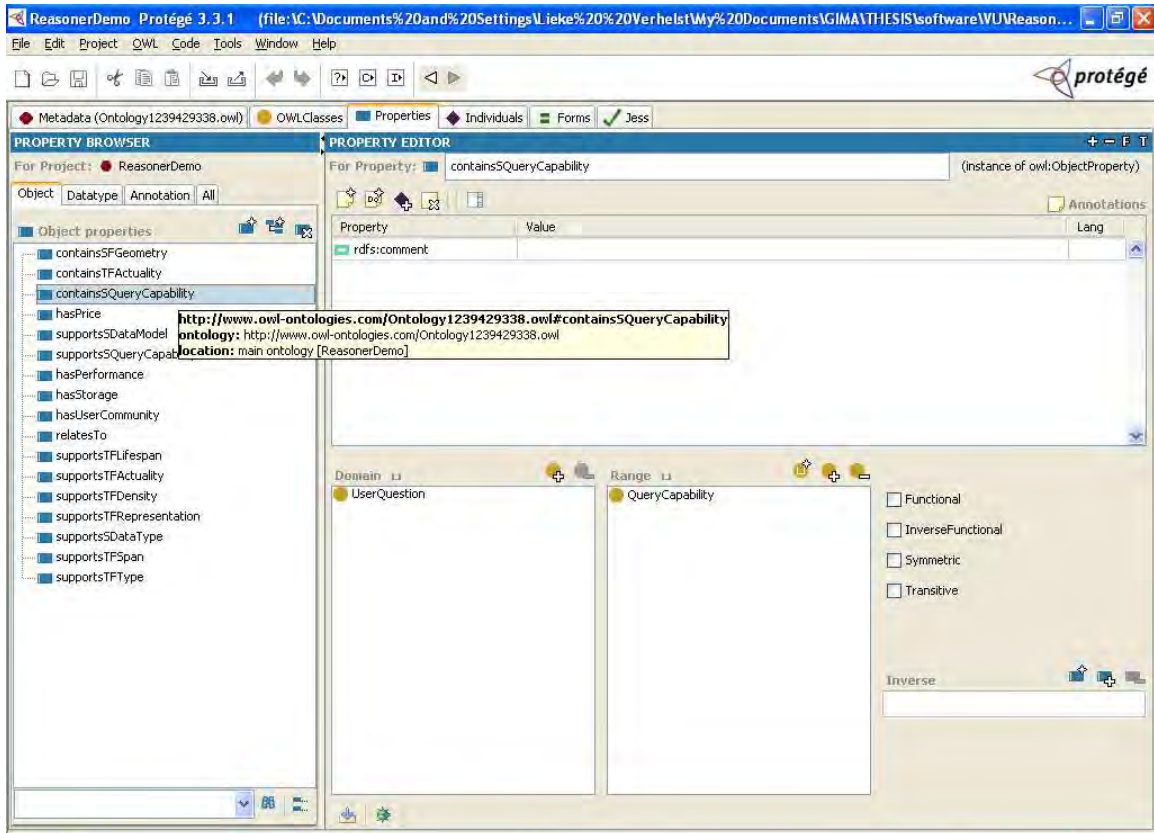 ReasonerDemo Protégé 3.3.1 (file:\C:\Documents%20and%20Settings\Lieke%20%20Verhelst\My%20Documents\GIMA\THESIS\software\VU\Reason...
File Edit Project OWL Code Tools Window Help
protégé
Metadata (Ontology1239429338.owl) OWLClasses Properties Individuals Forms Jess
PROPERTY BROWSER
PROPERTY EDITOR
For Project: ReasonerDemo
For Property: containsSQueryCapability (instance of owl:ObjectProperty)
Object Datatype Annotation All
Annotations
Object properties
Property Value Lang
rdfs:comment
containsSFGeometry
containsTFActuality
containsSQueryCapability
hasPrice
supportsSDataModel
supportsSQueryCapab
http://www.owl-ontologies.com/Ontology1239429338.owl#containsSQueryCapability
ontology: http://www.owl-ontologies.com/Ontology1239429338.owl
location: main ontology [ReasonerDemo]
hasPerformance
hasStorage
hasUserCommunity
relatesTo
supportsTFLifespan
supportsTFActuality
supportsTFDensity
supportsTFRepresentation
supportsSDataType
supportsTFSpan
supportsTFType
Domain
UserQuestion
Range
QueryCapability
Functional
InverseFunctional
Symmetric
Transitive
Inverse